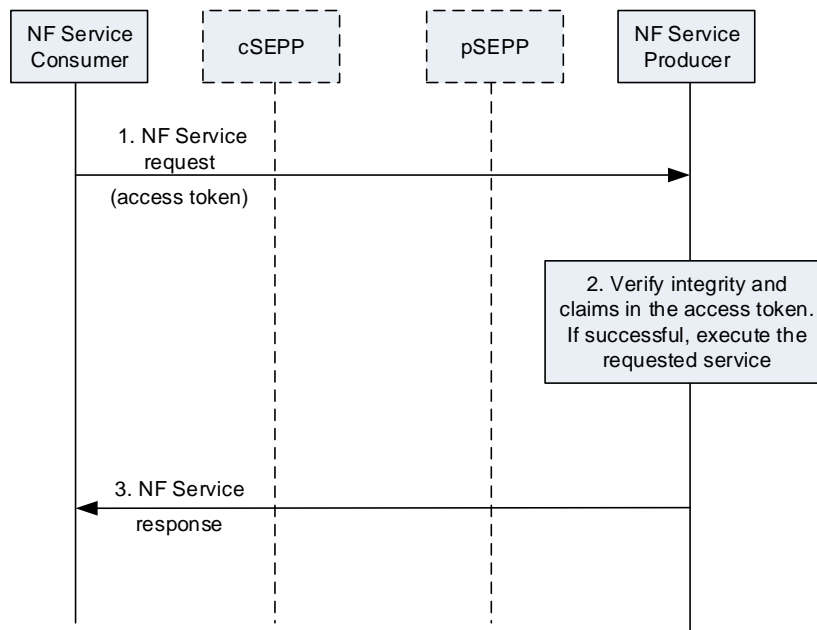 NF Service
Consumer
cSEPP
pSEPP
NF Service
Producer
1. NF Service
request
(access token)
2. Verify integrity and
claims in the access token.
If successful, execute the
requested service
3. NF Service
response